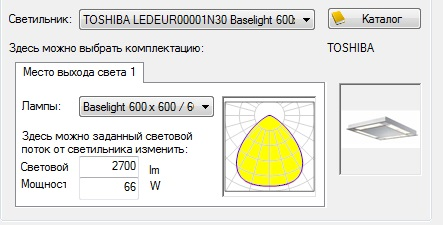 Светильник: TOSHIBA LEDEUR00001N30 Baselight 600x Каталог
Здесь можно выбрать комплектацию: TOSHIBA
Место выхода света 1
Лампы: Baselight 600 x 600 / 6
Здесь можно заданный световой
поток от светильника изменить:
Световой 2700 lm
Мощност 66 W